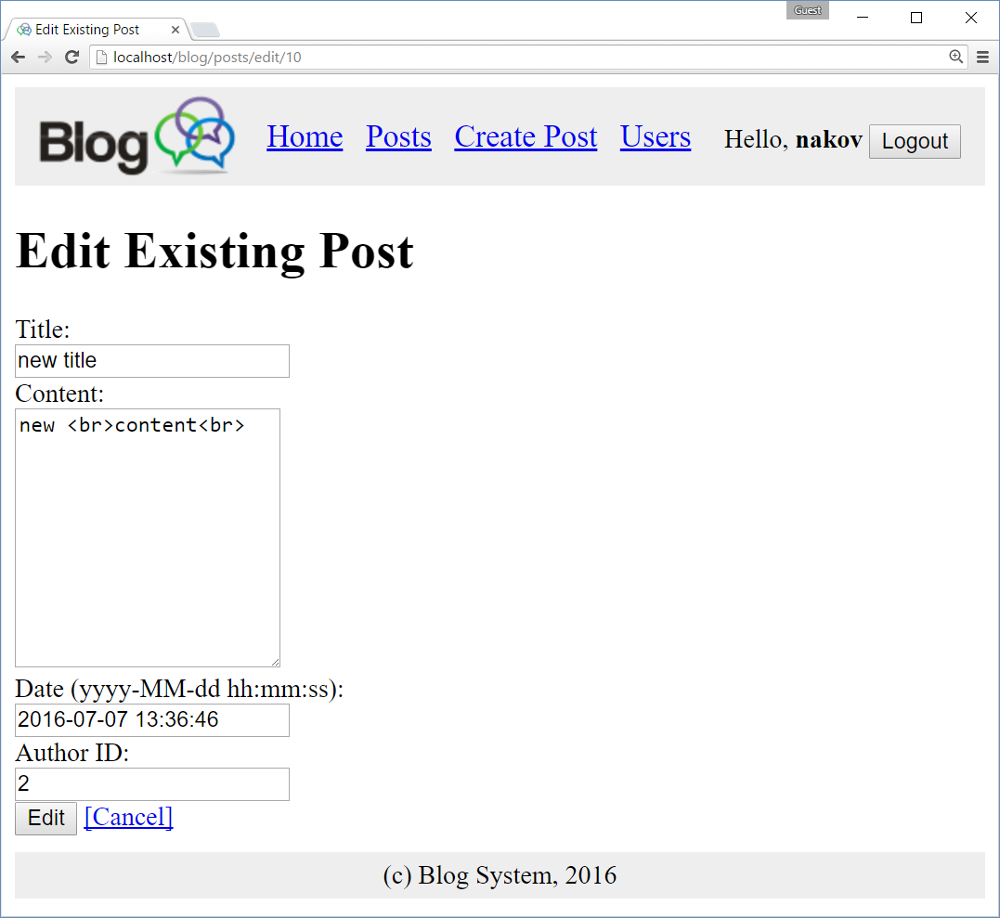 Guest
Edit Existing Post
localhost/blog/posts/edit/10
Blog Home Posts Create Post Users Hello, nakov Logout
Edit Existing Post
Title:
new title
Content:
new <br>content<br>
Date (yyyy-MM-dd hh:mm:ss):
2016-07-07 13:36:46
Author ID:
2
Edit [Cancel]
(c) Blog System, 2016